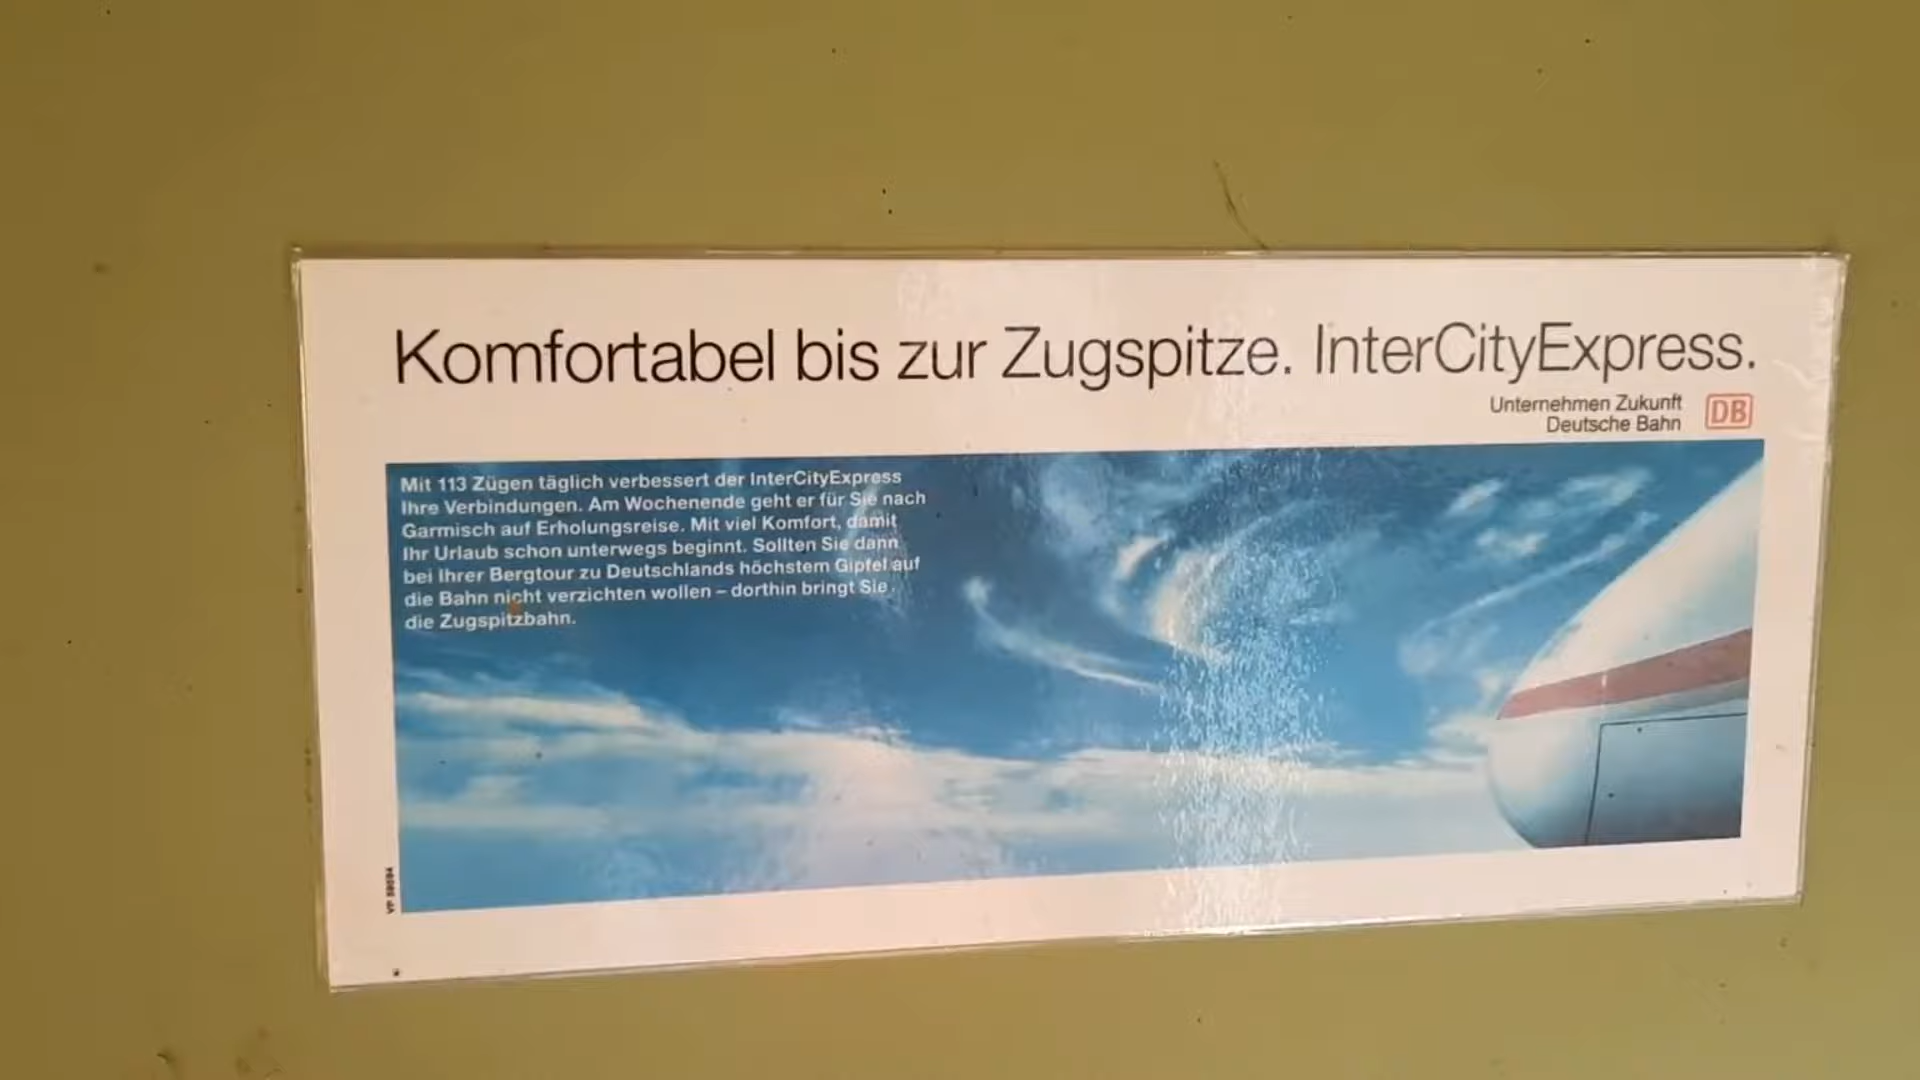 Komfortabel bis zur Zugspitze. InterCityExpress.
Unternehmen Zukunft
Deutsche Bahn
DB
Mit 113 Zügen täglich verbessert der InterCityExpress
Ihre Verbindungen. Am Wochenende geht er für Sie nach
Garmisch auf Erholungsreise. Mit viel Komfort, damit
Ihr Urlaub schon unterwegs beginnt. Sollten Sie dann
bei Ihrer Bergtour zu Deutschlands höchstem Gipfel auf
die Bahn nicht verzichten wollen – dorthin bringt Sie
die Zugspitzbahn.